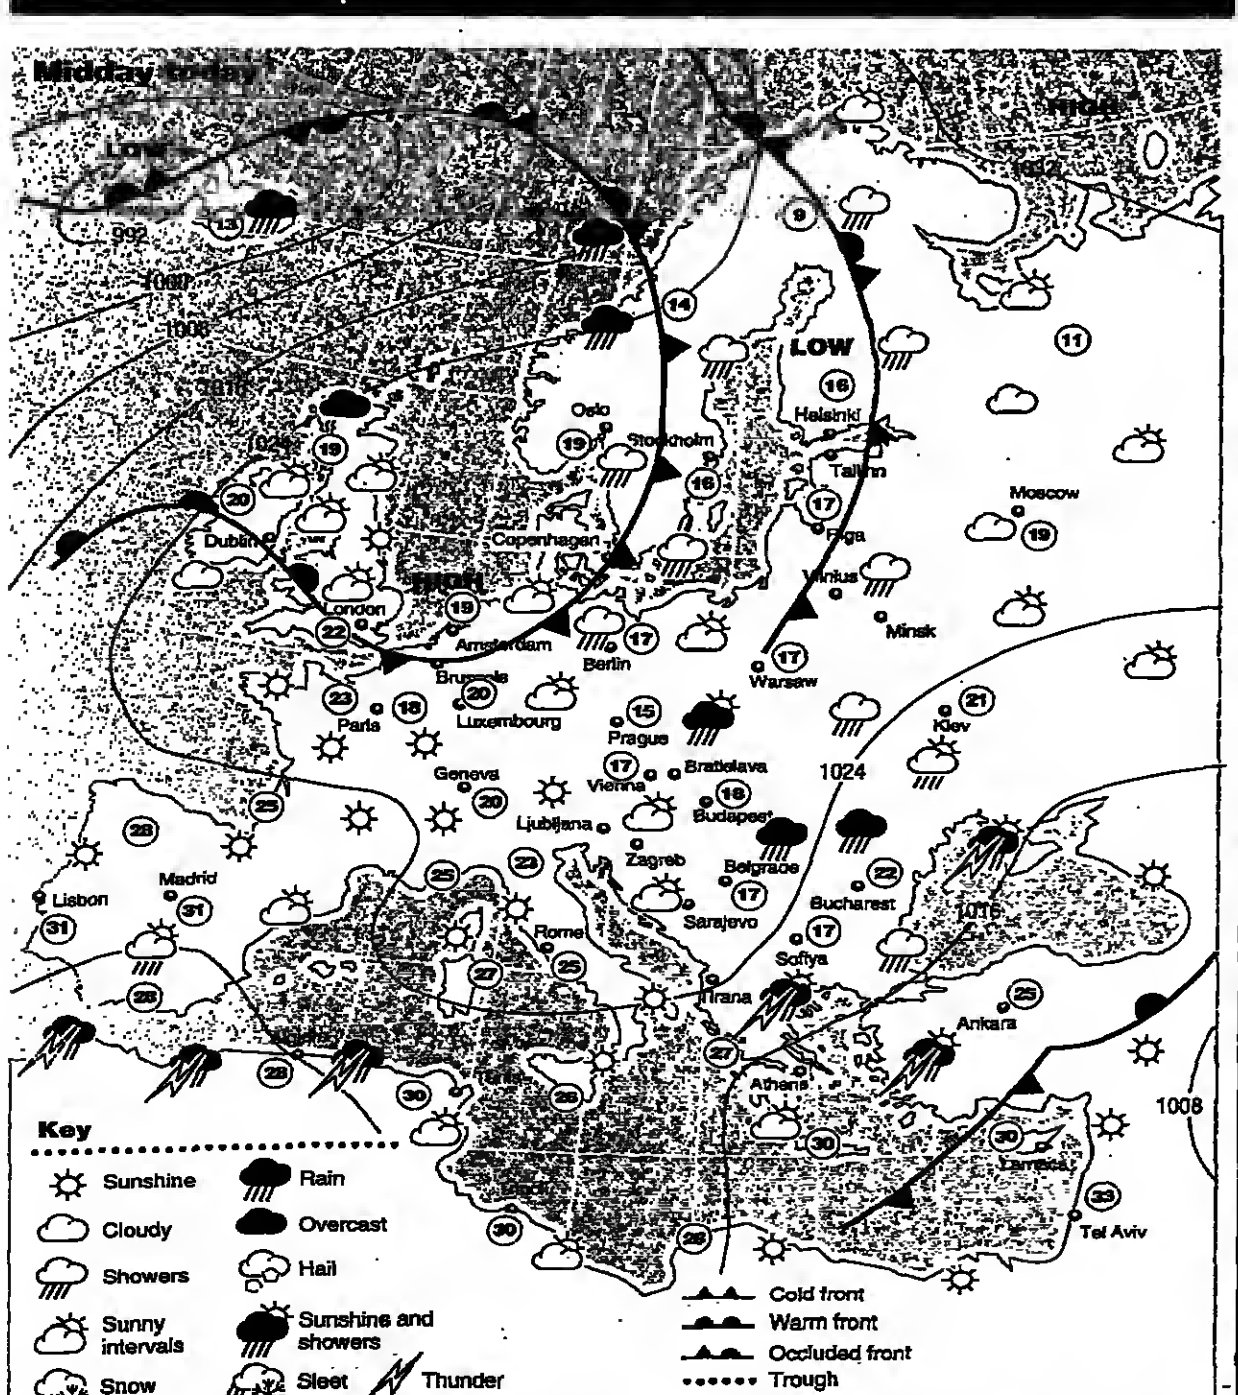 Midday today
HIGH
LOW
1032
9
13
992
1000
14
1008
11
LOW
1016
16
Oslo
Helsinki
19
19
Stockholm
1024
Tallinn
20
16
Moscow
17
Dublin
Copenhagen
Riga
19
HIGH
Vilnius
London
19
Minsk
22
Amsterdam
17
Berlin
17
Brussels
Warsaw
23
18
20
15
21
Paris
Luxembourg
Prague
Kiev
17
Geneva
Bratislava
1024
Vienna
18
25
20
Budapest
28
Ljubljana
23
Zagreb
Belgrade
25
22
Madrid
17
Lisbon
31
Bucharest
1016
31
Sarajevo
17
Rome
Sofiya
25
27
28
Tirana
25
Ankara
27
28
Athens
30
26
1008
30
30
Larnaca
33
30
28
Tel Aviv
Key
Sunshine
Rain
Cloudy
Overcast
Showers
Hail
Cold front
Sunny
intervals
Sunshine and
showers
Warm front
Occluded front
Snow
Sleet
Thunder
Trough